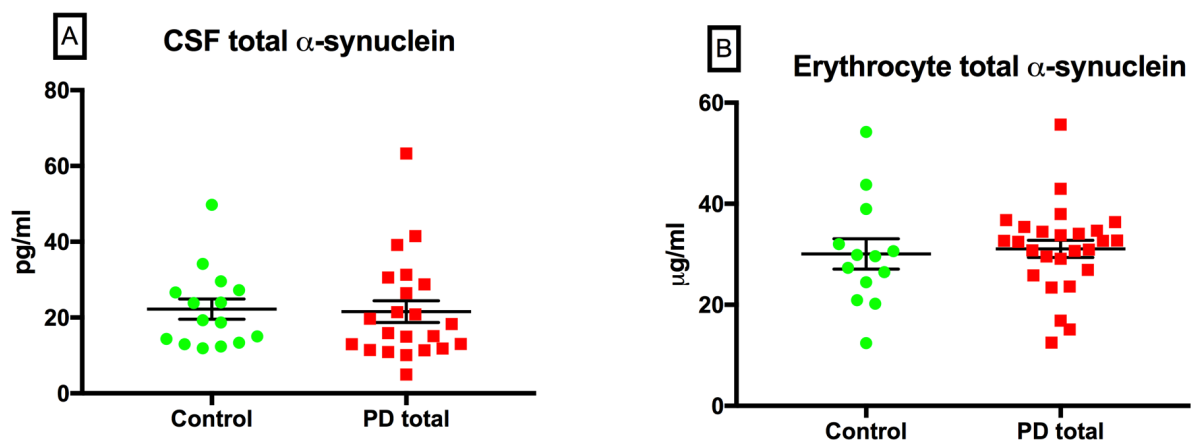 A
CSF total α-synuclein
pg/ml
80
60
40
20
0
Control PD total
B
Erythrocyte total α-synuclein
μg/ml
60
40
20
0
Control PD total